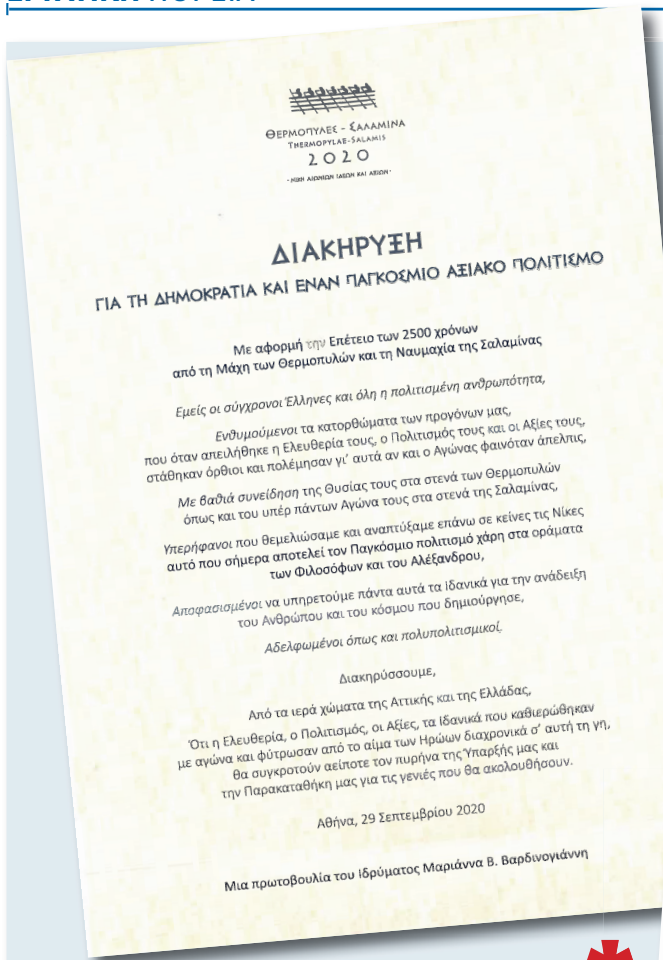 ΘΕΡΜΟΠΥΛΕΣ - ΣΑΛΑΜΙΝΑ
THERMOPYLAE-SALAMIS
2020
·ΝΙΚΗ ΑΙΩΝΙΩΝ ΙΔΕΩΝ ΚΑΙ ΑΞΙΩΝ·
ΔΙΑΚΗΡΥΞΗ
ΓΙΑ ΤΗ ΔΗΜΟΚΡΑΤΙΑ ΚΑΙ ΕΝΑΝ ΠΑΓΚΟΣΜΙΟ ΑΞΙΑΚΟ ΠΟΛΙΤΙΣΜΟ
Με αφορμή την Επέτειο των 2500 χρόνων
από τη Μάχη των Θερμοπυλών και τη Ναυμαχία της Σαλαμίνας
Εμείς οι σύγχρονοι Έλληνες και όλη η πολιτισμένη ανθρωπότητα,
Ενθυμούμενοι τα κατορθώματα των προγόνων μας,
που όταν απειλήθηκε η Ελευθερία τους, ο Πολιτισμός τους και οι Αξίες τους,
στάθηκαν όρθιοι και πολέμησαν γι' αυτά αν και ο Αγώνας φαινόταν άπελπις,
Με βαθιά συνείδηση της Θυσίας τους στα στενά των Θερμοπυλών
όπως και του υπέρ πάντων Αγώνα τους στα στενά της Σαλαμίνας,
Υπερήφανοι που θεμελιώσαμε και αναπτύξαμε επάνω σε κείνες τις Νίκες
αυτό που σήμερα αποτελεί τον Παγκόσμιο πολιτισμό χάρη στα οράματα
των Φιλοσόφων και του Αλέξανδρου,
Αποφασισμένοι να υπηρετούμε πάντα αυτά τα ιδανικά για την ανάδειξη
του Ανθρώπου και του κόσμου που δημιούργησε,
Αδελφωμένοι όπως και πολυπολιτισμικοί,
Διακηρύσσουμε,
Από τα ιερά χώματα της Αττικής και της Ελλάδας,
Ότι η Ελευθερία, ο Πολιτισμός, οι Αξίες, τα Ιδανικά που καθιερώθηκαν
με αγώνα και φύτρωσαν από το αίμα των Ηρώων διαχρονικά σ' αυτή τη γη,
θα συγκροτούν αείποτε τον πυρήνα της Ύπαρξής μας και
την Παρακαταθήκη μας για τις γενιές που θα ακολουθήσουν.
Αθήνα, 29 Σεπτεμβρίου 2020
Μια πρωτοβουλία του Ιδρύματος Μαριάννα Β. Βαρδινογιάννη